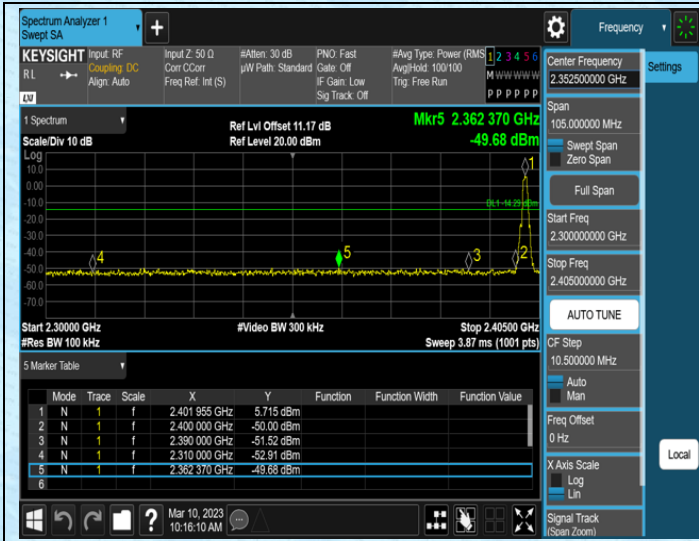 Spectrum Analyzer 1
Swept SA
Frequency
KEYSIGHT Input: RF
Coupling: DC
Align: Auto
RL
LXI
Input Z: 50 Ω
Corr CCorr
Freq Ref: Int (S)
#Atten: 30 dB
µW Path: Standard
PNO: Fast
Gate: Off
IF Gain: Low
Sig Track: Off
#Avg Type: Power (RMS
Avg|Hold: 100/100
Trig: Free Run
1 2 3 4 5 6
M W W W W W
P P P P P P
1 Spectrum
Scale/Div 10 dB
Ref Lvl Offset 11.17 dB
Ref Level 20.00 dBm
Mkr5 2.362 370 GHz
-49.68 dBm
Log
10.0
0.00
-10.0
-20.0
-30.0
-40.0
-50.0
-60.0
-70.0
DL1 -14.29 dBm
1
2
3
4
5
Start 2.30000 GHz
#Res BW 100 kHz
#Video BW 300 kHz
Stop 2.40500 GHz
Sweep 3.87 ms (1001 pts)
5 Marker Table
Mode Trace Scale X Y Function Function Width Function Value
1 N 1 f 2.401 955 GHz 5.715 dBm
2 N 1 f 2.400 000 GHz -50.00 dBm
3 N 1 f 2.390 000 GHz -51.52 dBm
4 N 1 f 2.310 000 GHz -52.91 dBm
5 N 1 f 2.362 370 GHz -49.68 dBm
6
Mar 10, 2023
10:16:10 AM
Center Frequency
2.352500000 GHz
Span
105.000000 MHz
Swept Span
Zero Span
Full Span
Start Freq
2.300000000 GHz
Stop Freq
2.405000000 GHz
AUTO TUNE
CF Step
10.500000 MHz
Auto
Man
Freq Offset
0 Hz
X Axis Scale
Log
Lin
Signal Track
(Span Zoom)
Settings
Local